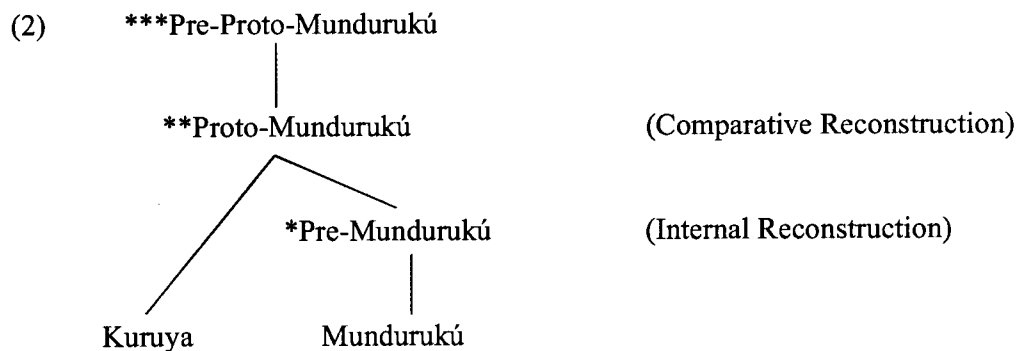 (2) ***Pre-Proto-Mundurukú
**Proto-Mundurukú (Comparative Reconstruction)
*Pre-Mundurukú (Internal Reconstruction)
Kuruya Mundurukú